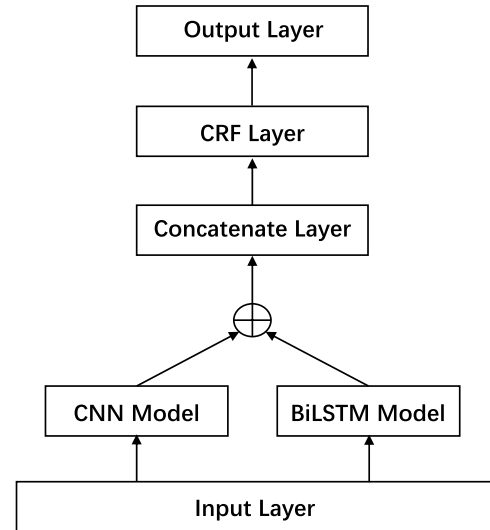 Output Layer
CRF Layer
Concatenate Layer
CNN Model
BiLSTM Model
Input Layer